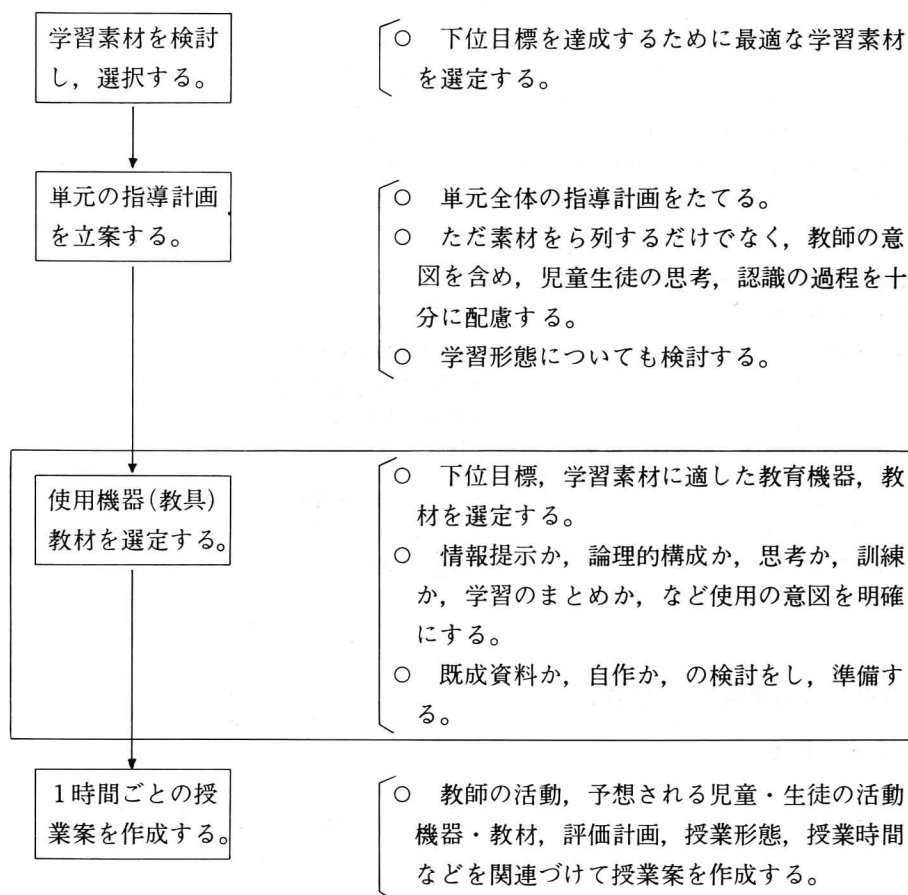 学習素材を検討
し，選択する。
○　下位目標を達成するために最適な学習素材
を選定する。
単元の指導計画
を立案する。
○　単元全体の指導計画をたてる。
○　ただ素材をら列するだけでなく，教師の意
図を含め，児童生徒の思考，認識の過程を十
分に配慮する。
○　学習形態についても検討する。
使用機器(教具)
教材を選定する。
○　下位目標，学習素材に適した教育機器，教
材を選定する。
○　情報提示か，論理的構成か，思考か，訓練
か，学習のまとめか，など使用の意図を明確
にする。
○　既成資料か，自作か，の検討をし，準備す
る。
1時間ごとの授
業案を作成する。
○　教師の活動，予想される児童・生徒の活動
機器・教材，評価計画，授業形態，授業時間
などを関連づけて授業案を作成する。